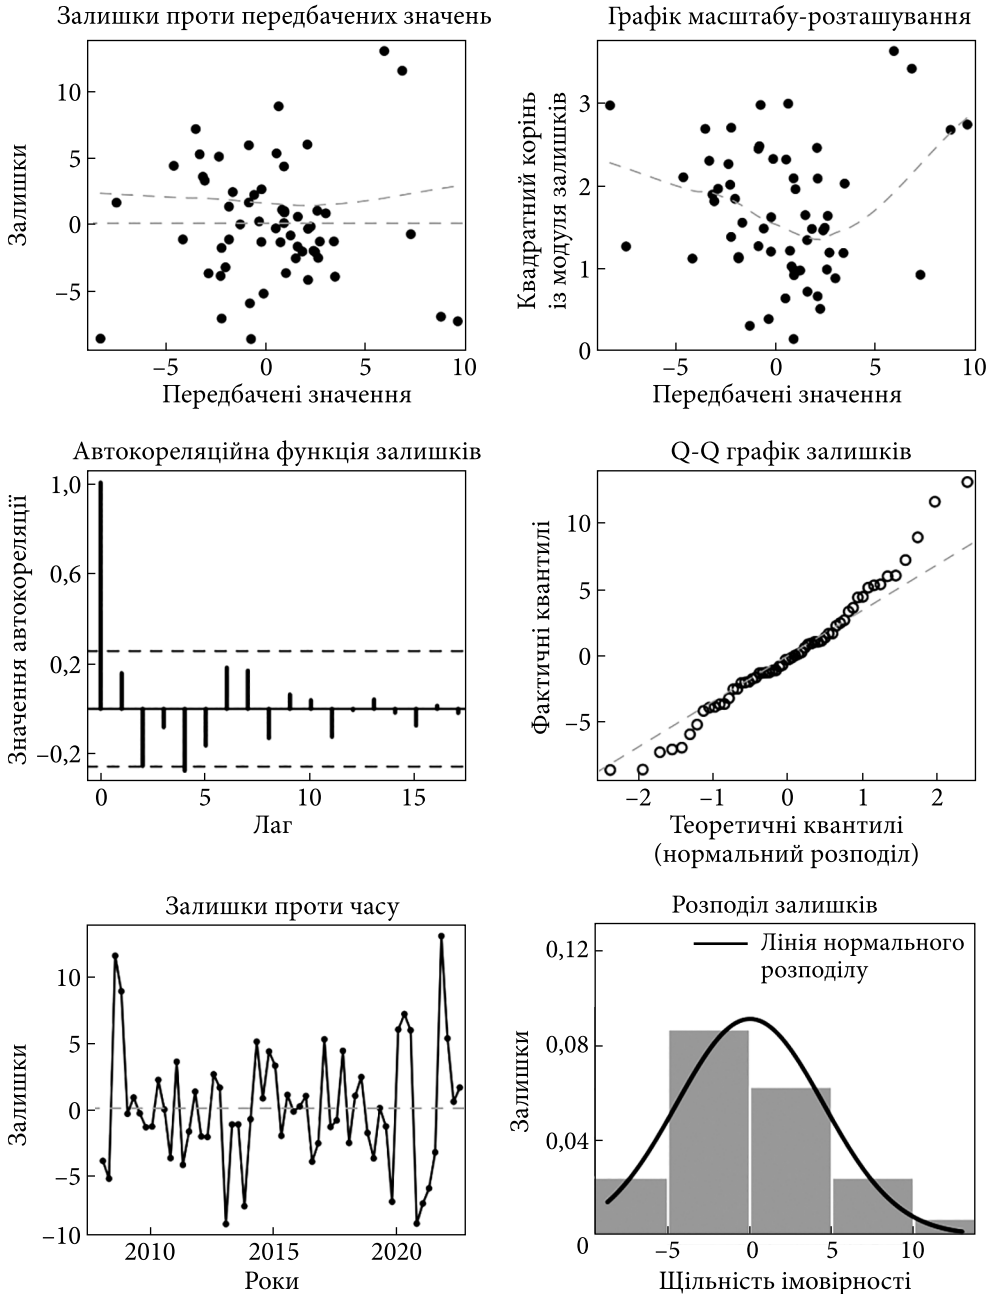 Залишки проти передбачених значень
Залишки
10
5
0
−5
−5
0
5
10
Передбачені значення
Графік масштабу-розташування
Квадратний корінь
із модуля залишків
3
2
1
0
−5
0
5
10
Передбачені значення
Автокореляційна функція залишків
Значення автокореляції
1,0
0,6
0,2
−0,2
0
5
10
15
Лаг
Q-Q графік залишків
Фактичні квантилі
10
5
0
−5
−2
−1
0
1
2
Теоретичні квантилі
(нормальний розподіл)
Залишки проти часу
Залишки
10
5
0
−5
−10
2010
2015
2020
Роки
Розподіл залишків
Лінія нормального
розподілу
Залишки
0,12
0,08
0,04
0
−5
0
5
10
Щільність імовірності